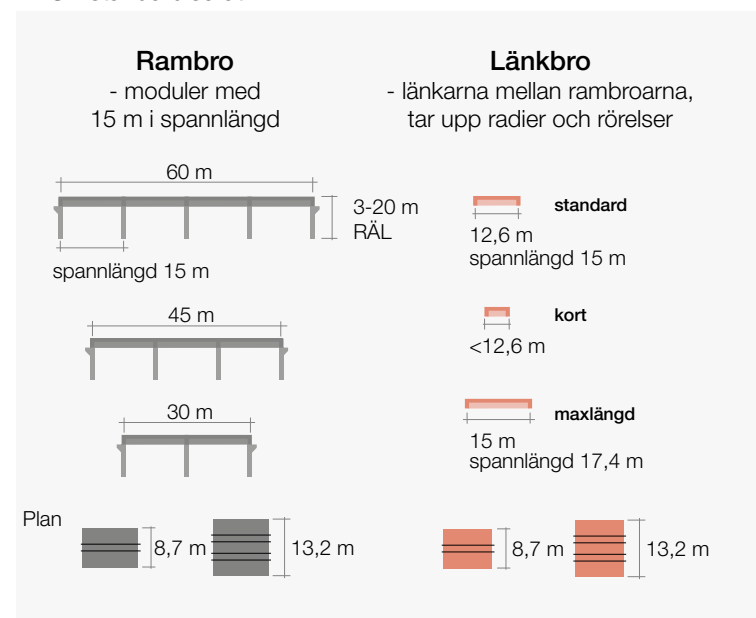 Rambro
- moduler med
15 m i spannlängd
60 m
3-20 m
RÄL
spannlängd 15 m
45 m
30 m
Plan
8,7 m
13,2 m
Länkbro
- länkarna mellan rambroarna,
tar upp radier och rörelser
standard
12,6 m
spannlängd 15 m
kort
<12,6 m
maxlängd
15 m
spannlängd 17,4 m
8,7 m
13,2 m